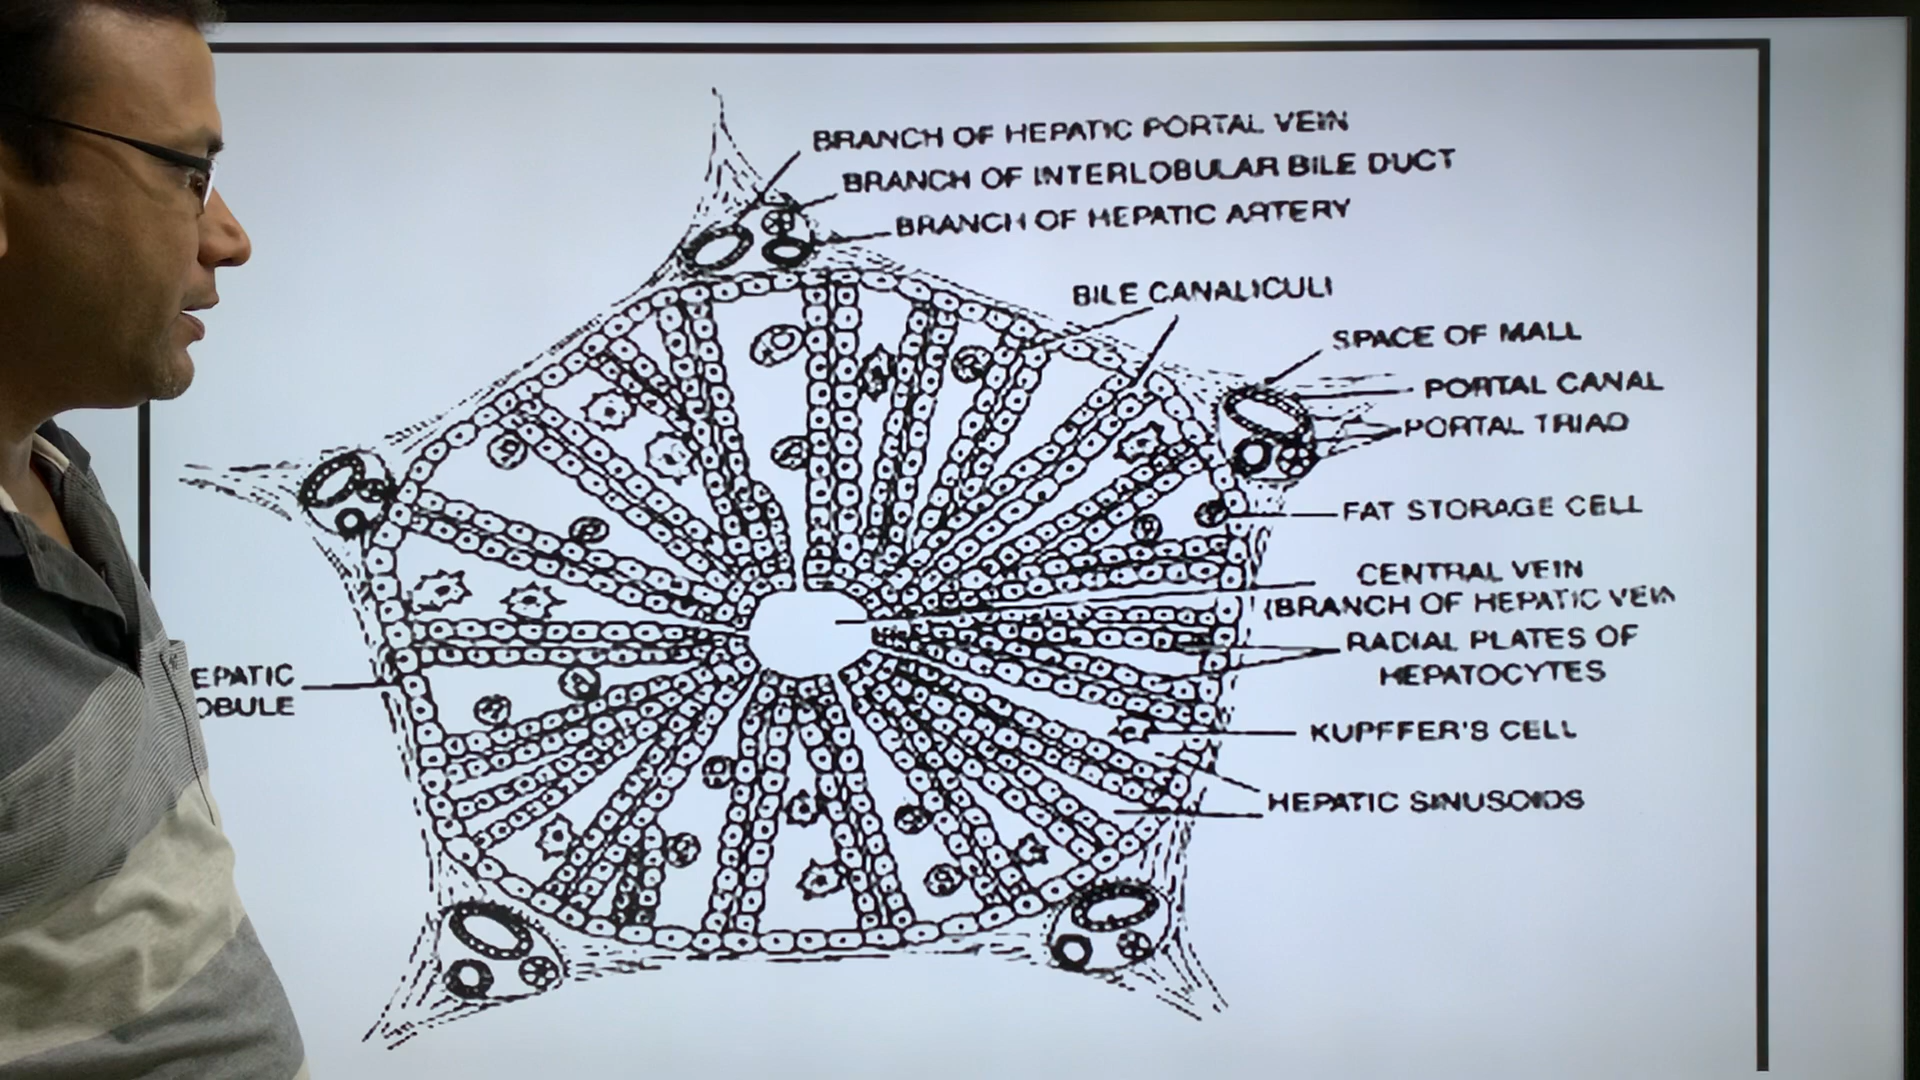 BRANCH OF HEPATIC PORTAL VEIN
BRANCH OF INTERLOBULAR BILE DUCT
BRANCH OF HEPATIC ARTERY
BILE CANALICULI
SPACE OF MALL
PORTAL CANAL
PORTAL TRIAD
FAT STORAGE CELL
CENTRAL VEIN
(BRANCH OF HEPATIC VEIN
RADIAL PLATES OF
HEPATOCYTES
KUPFFER'S CELL
HEPATIC SINUSOIDS
EPATIC
OBULE